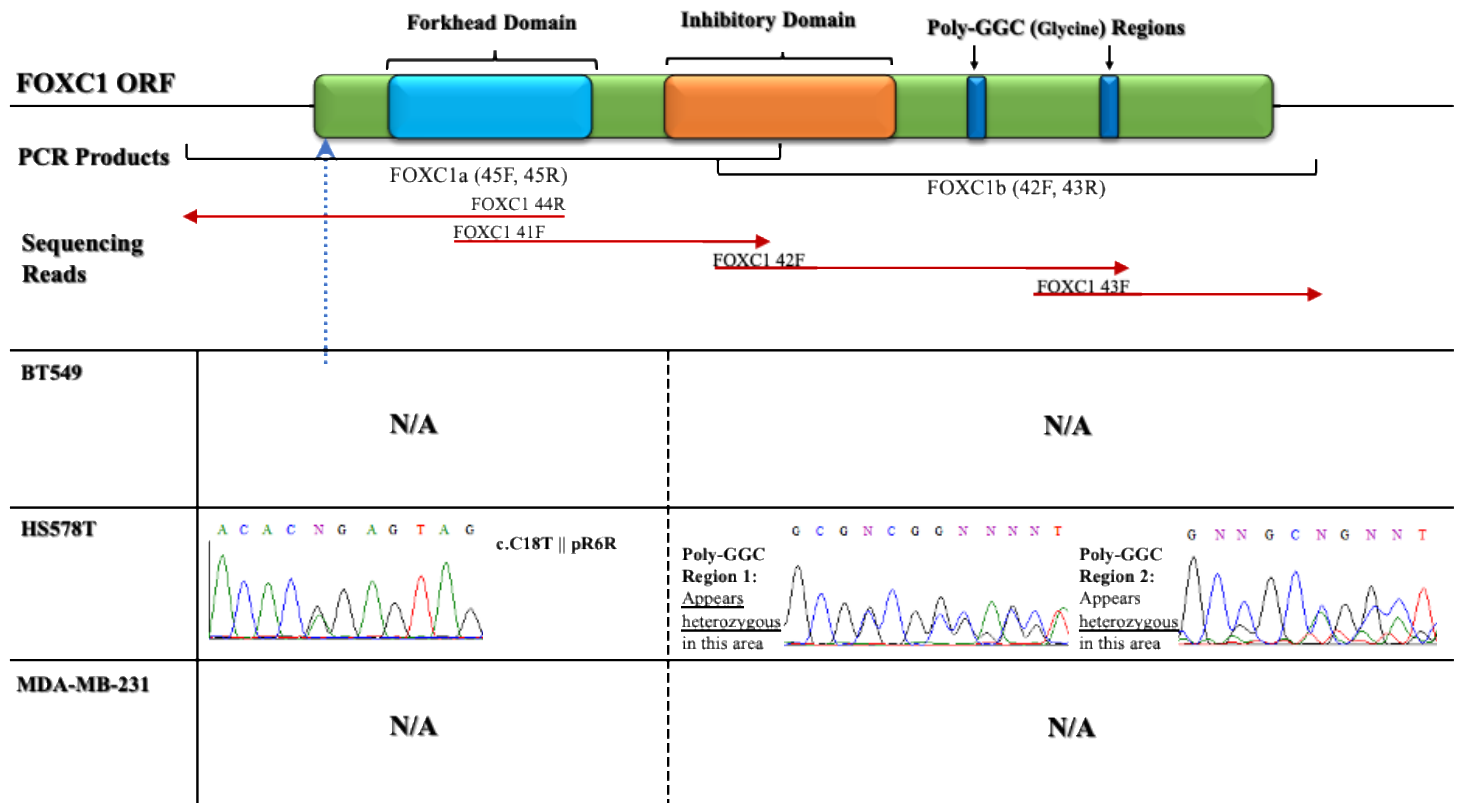 Forkhead Domain
Inhibitory Domain
Poly-GGC (Glycine) Regions
FOXC1 ORF
PCR Products
FOXC1a (45F, 45R)
FOXC1b (42F, 43R)
FOXC1 44R
Sequencing
Reads
FOXC1 41F
FOXC1 42F
FOXC1 43F
BT549
N/A
N/A
HS578T
A C A C N G A G T A G
c.C18T || pR6R
Poly-GGC
Region 1:
Appears
heterozygous
in this area
G C G N C G G N N N N T
Poly-GGC
Region 2:
Appears
heterozygous
in this area
G N N G C N G N N T
MDA-MB-231
N/A
N/A